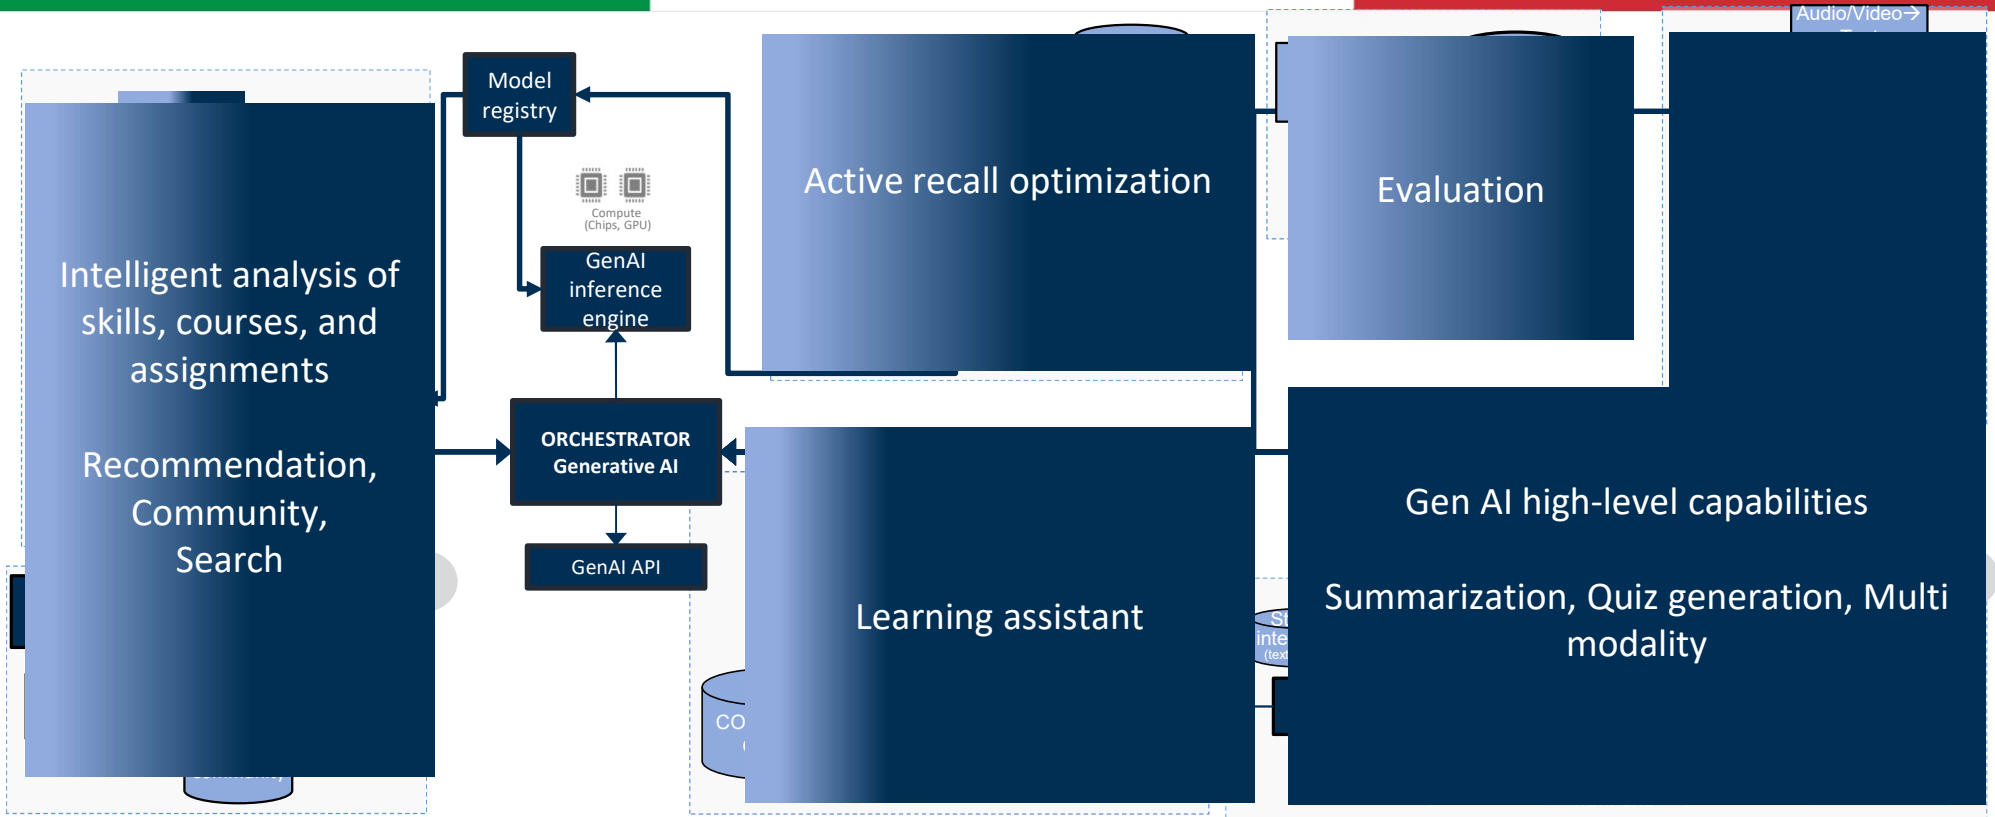 Audio/Video→
Model
registry
Compute
(Chips, GPU)
GenAI
inference
engine
Active recall optimization
Evaluation
Intelligent analysis of
skills, courses, and
assignments
Recommendation,
Community,
Search
ORCHESTRATOR
Generative AI
GenAI API
Learning assistant
Gen AI high-level capabilities
Summarization, Quiz generation, Multi
modality